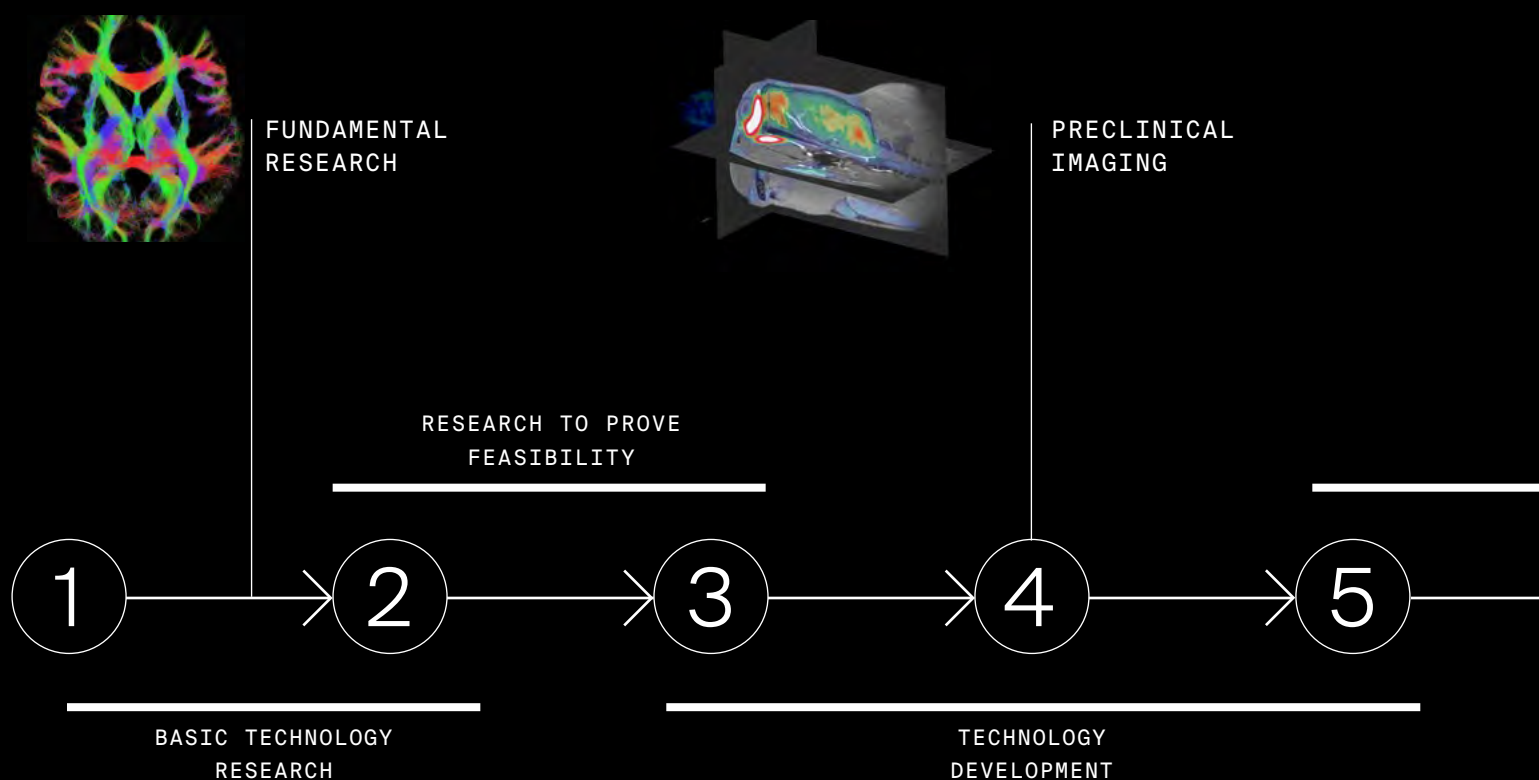 FUNDAMENTAL
RESEARCH
PRECLINICAL
IMAGING
RESEARCH TO PROVE
FEASIBILITY
1
2
3
4
5
BASIC TECHNOLOGY
RESEARCH
TECHNOLOGY
DEVELOPMENT